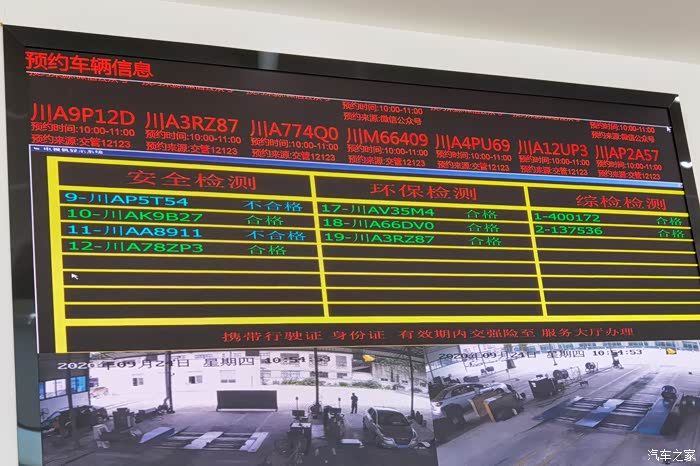 预约车辆信息
预约时间:10:00-11:00
预约来源:微信公众号
预约时间:10:00-11:00
川A9P12D
预约时间:10:00-11:00
预约来源:交管12123
川A3RZ87
预约时间:10:00-11:00
预约来源:交管12123
川A774Q0
预约时间:10:00-11:00
预约来源:交管12123
川M66409
预约时间:10:00-11:00
预约来源:交管12123
川A4PU69
预约时间:10:00-11:00
预约来源:微信公众号
川A12UP3
预约时间:10:00-11:00
预约来源:交管12123
川AP2A57
预约时间:10:00-11:00
预约来源:交管12123
安全检测
环保检测
综检检测
9-川AP5T54 不合格
17-川AV35M4 合格
1-400172 合格
10-川AK9B27 合格
18-川A66DV0 合格
2-137536 合格
11-川AA8911 不合格
19-川A3RZ87 合格
12-川A78ZP3 合格
携带行驶证 身份证 有效期内交强险至 服务大厅办理
星期四 10:54:53
星期四 10:54:53
汽车之家